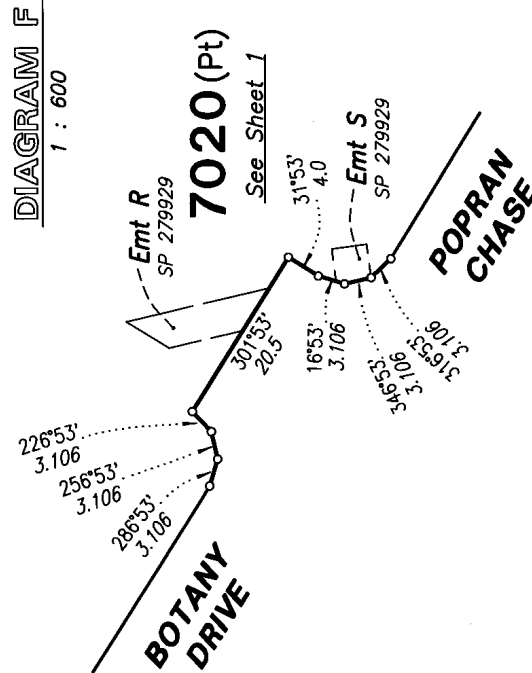 DIAGRAM F
1 : 600
7020 (Pt)
See Sheet 1
Emt R
SP 279929
31°53'
4.0
Emt S
SP 279929
301°53'
20.5
16°53'
3.106
346°53'
3.106
316°53'
3.106
POPRAN
CHASE
226°53'
3.106
256°53'
3.106
286°53'
3.106
BOTANY
DRIVE